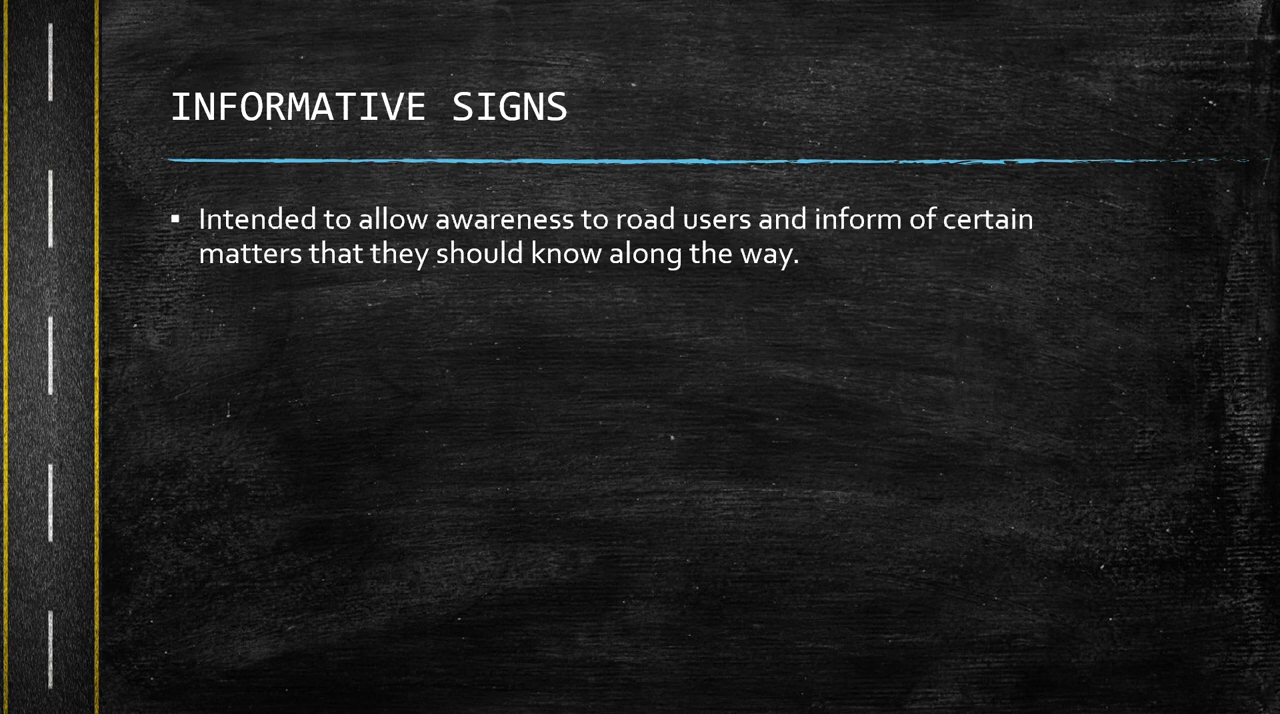 INFORMATIVE SIGNS
▪ Intended to allow awareness to road users and inform of certain
matters that they should know along the way.